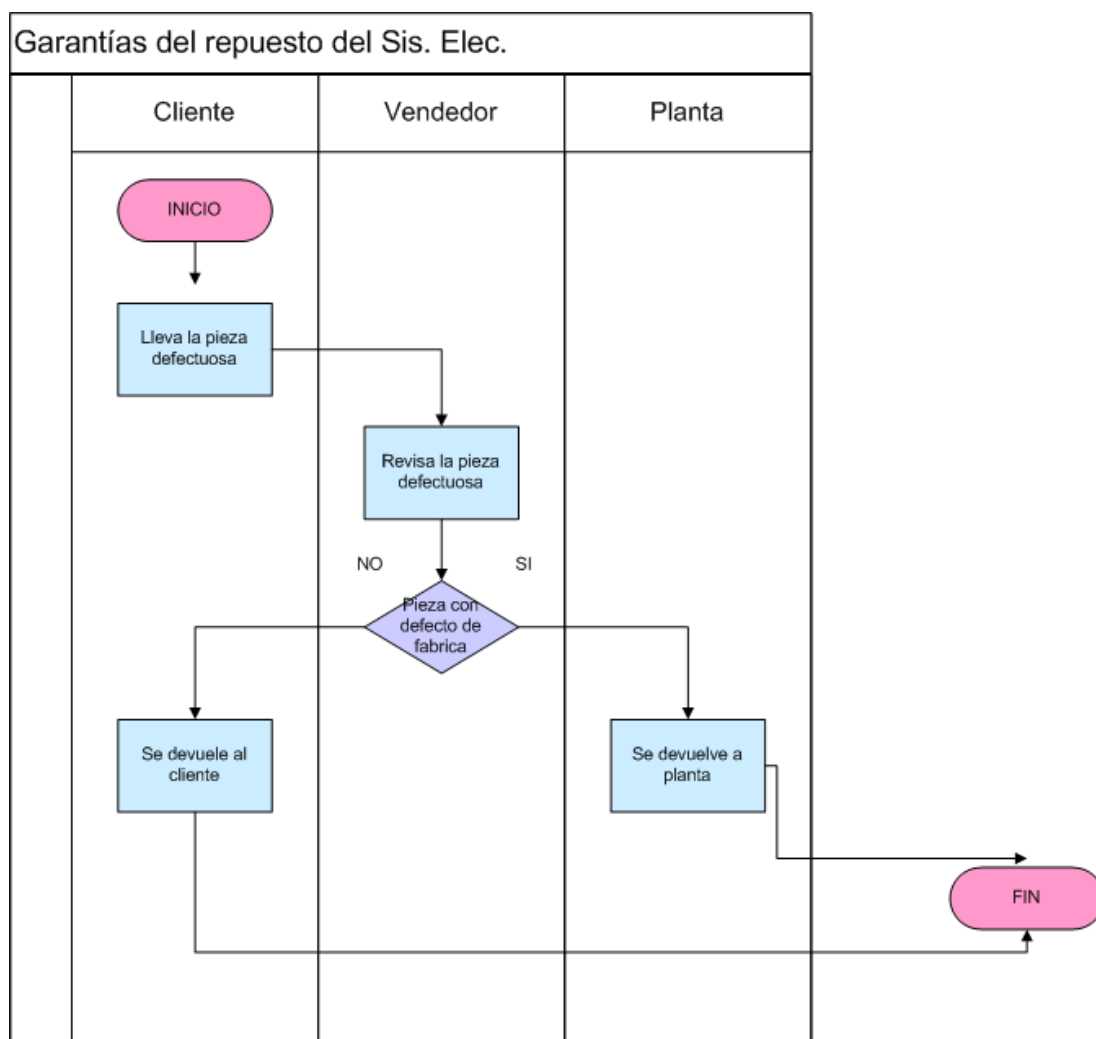 Garantías del repuesto del Sis. Elec.
Cliente
Vendedor
Planta
INICIO
Lleva la pieza
defectuosa
Revisa la pieza
defectuosa
NO
SI
Pieza con
defecto de
fabrica
Se devuele al
cliente
Se devuelve a
planta
FIN